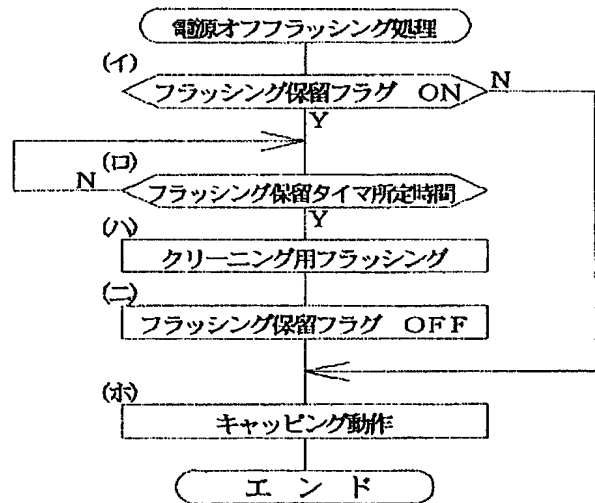 電源オフフラッシング処理
(イ)
フラッシング保留フラグ ON
N
Y
(ロ)
N
フラッシング保留タイマ所定時間
Y
(ハ)
クリーニング用フラッシング
(ニ)
フラッシング保留フラグ OFF
(ホ)
キャッピング動作
エンド